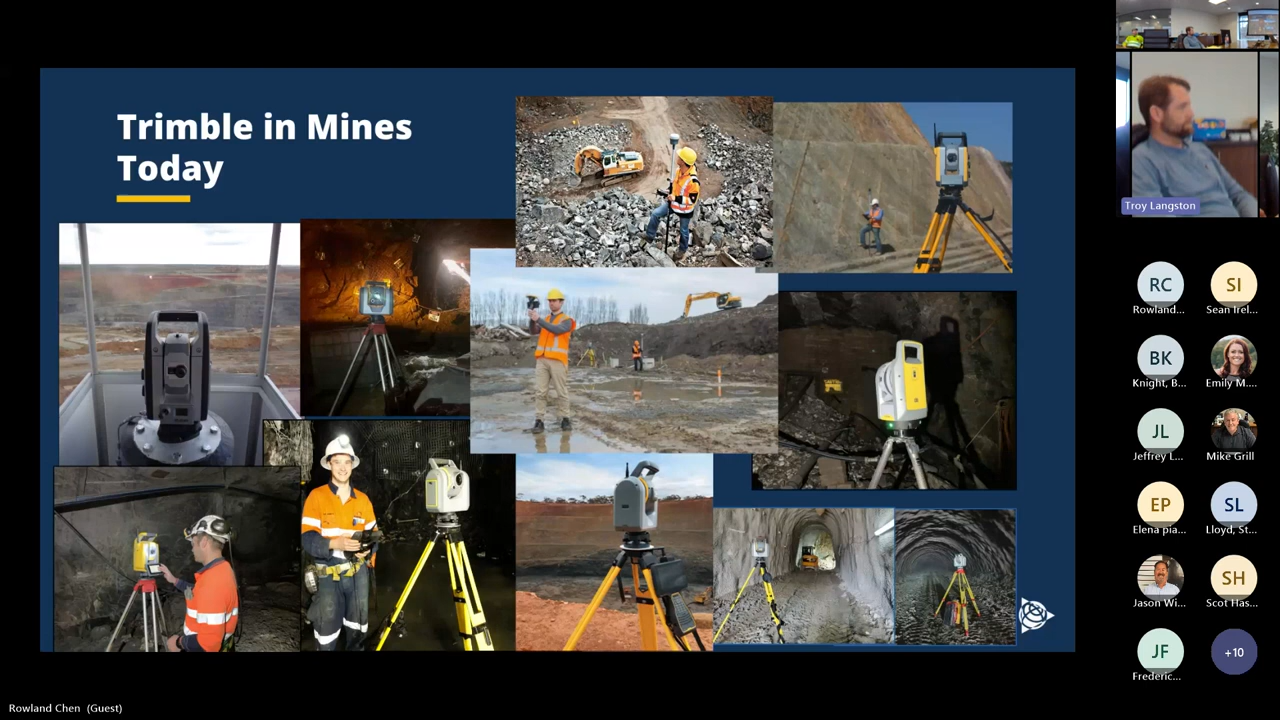 Trimble in Mines
Today
Troy Langston
RC
Rowland...
SI
Sean Irel...
BK
Knight, B...
Emily M....
JL
Jeffrey L...
Mike Grill
EP
Elena pia...
SL
Lloyd, St...
Jason Wi...
SH
Scot Has...
JF
Frederic...
+10
Rowland Chen (Guest)